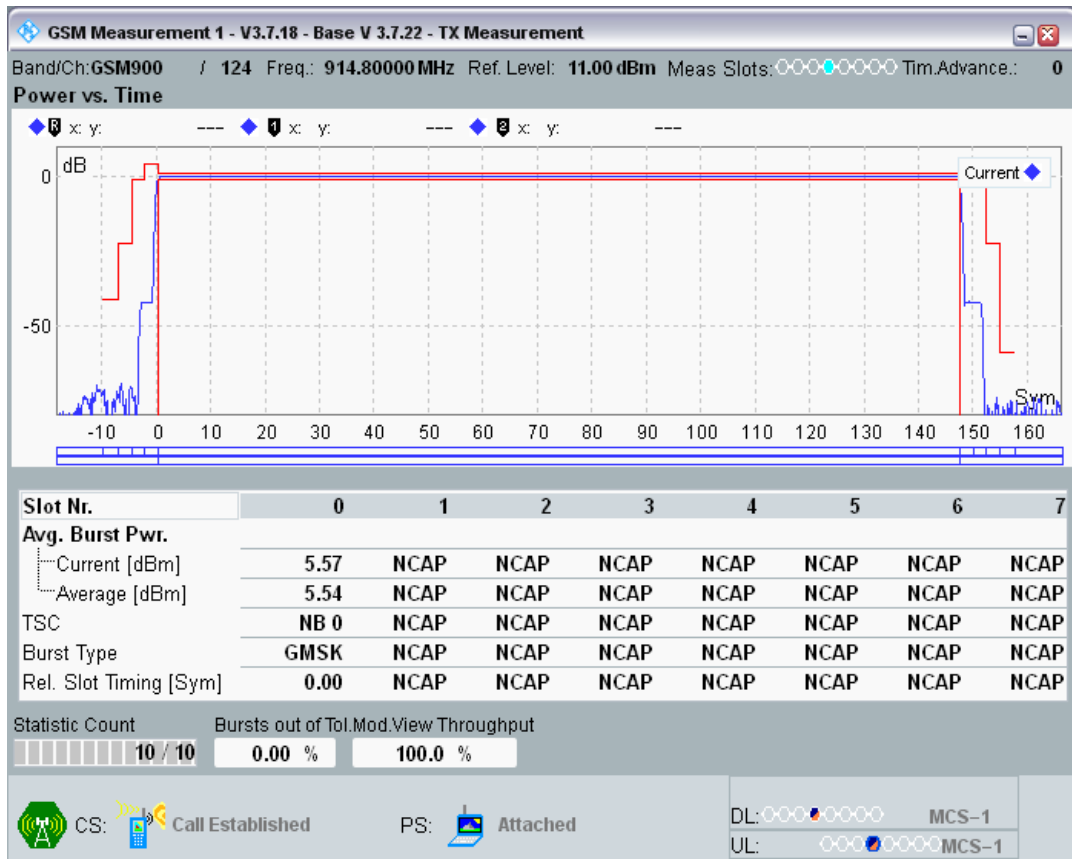 GSM Measurement 1 - V3.7.18 - Base V 3.7.22 - TX Measurement
Band/Ch:GSM900 / 124 Freq.: 914.80000 MHz Ref. Level: 11.00 dBm Meas Slots: Tim.Advance.: 0
Power vs. Time
R x: y: --- 1 x: y: --- 2 x: y: ---
dB
Current
0
-50
Sym
-10 0 10 20 30 40 50 60 70 80 90 100 110 120 130 140 150 160
Slot Nr. 0 1 2 3 4 5 6 7
Avg. Burst Pwr.
Current [dBm] 5.57 NCAP NCAP NCAP NCAP NCAP NCAP NCAP
Average [dBm] 5.54 NCAP NCAP NCAP NCAP NCAP NCAP NCAP
TSC NB 0 NCAP NCAP NCAP NCAP NCAP NCAP NCAP
Burst Type GMSK NCAP NCAP NCAP NCAP NCAP NCAP NCAP
Rel. Slot Timing [Sym] 0.00 NCAP NCAP NCAP NCAP NCAP NCAP NCAP
Statistic Count Bursts out of Tol. Mod.View Throughput
10 / 10 0.00 % 100.0 %
CS: Call Established PS: Attached
DL: MCS-1
UL: MCS-1